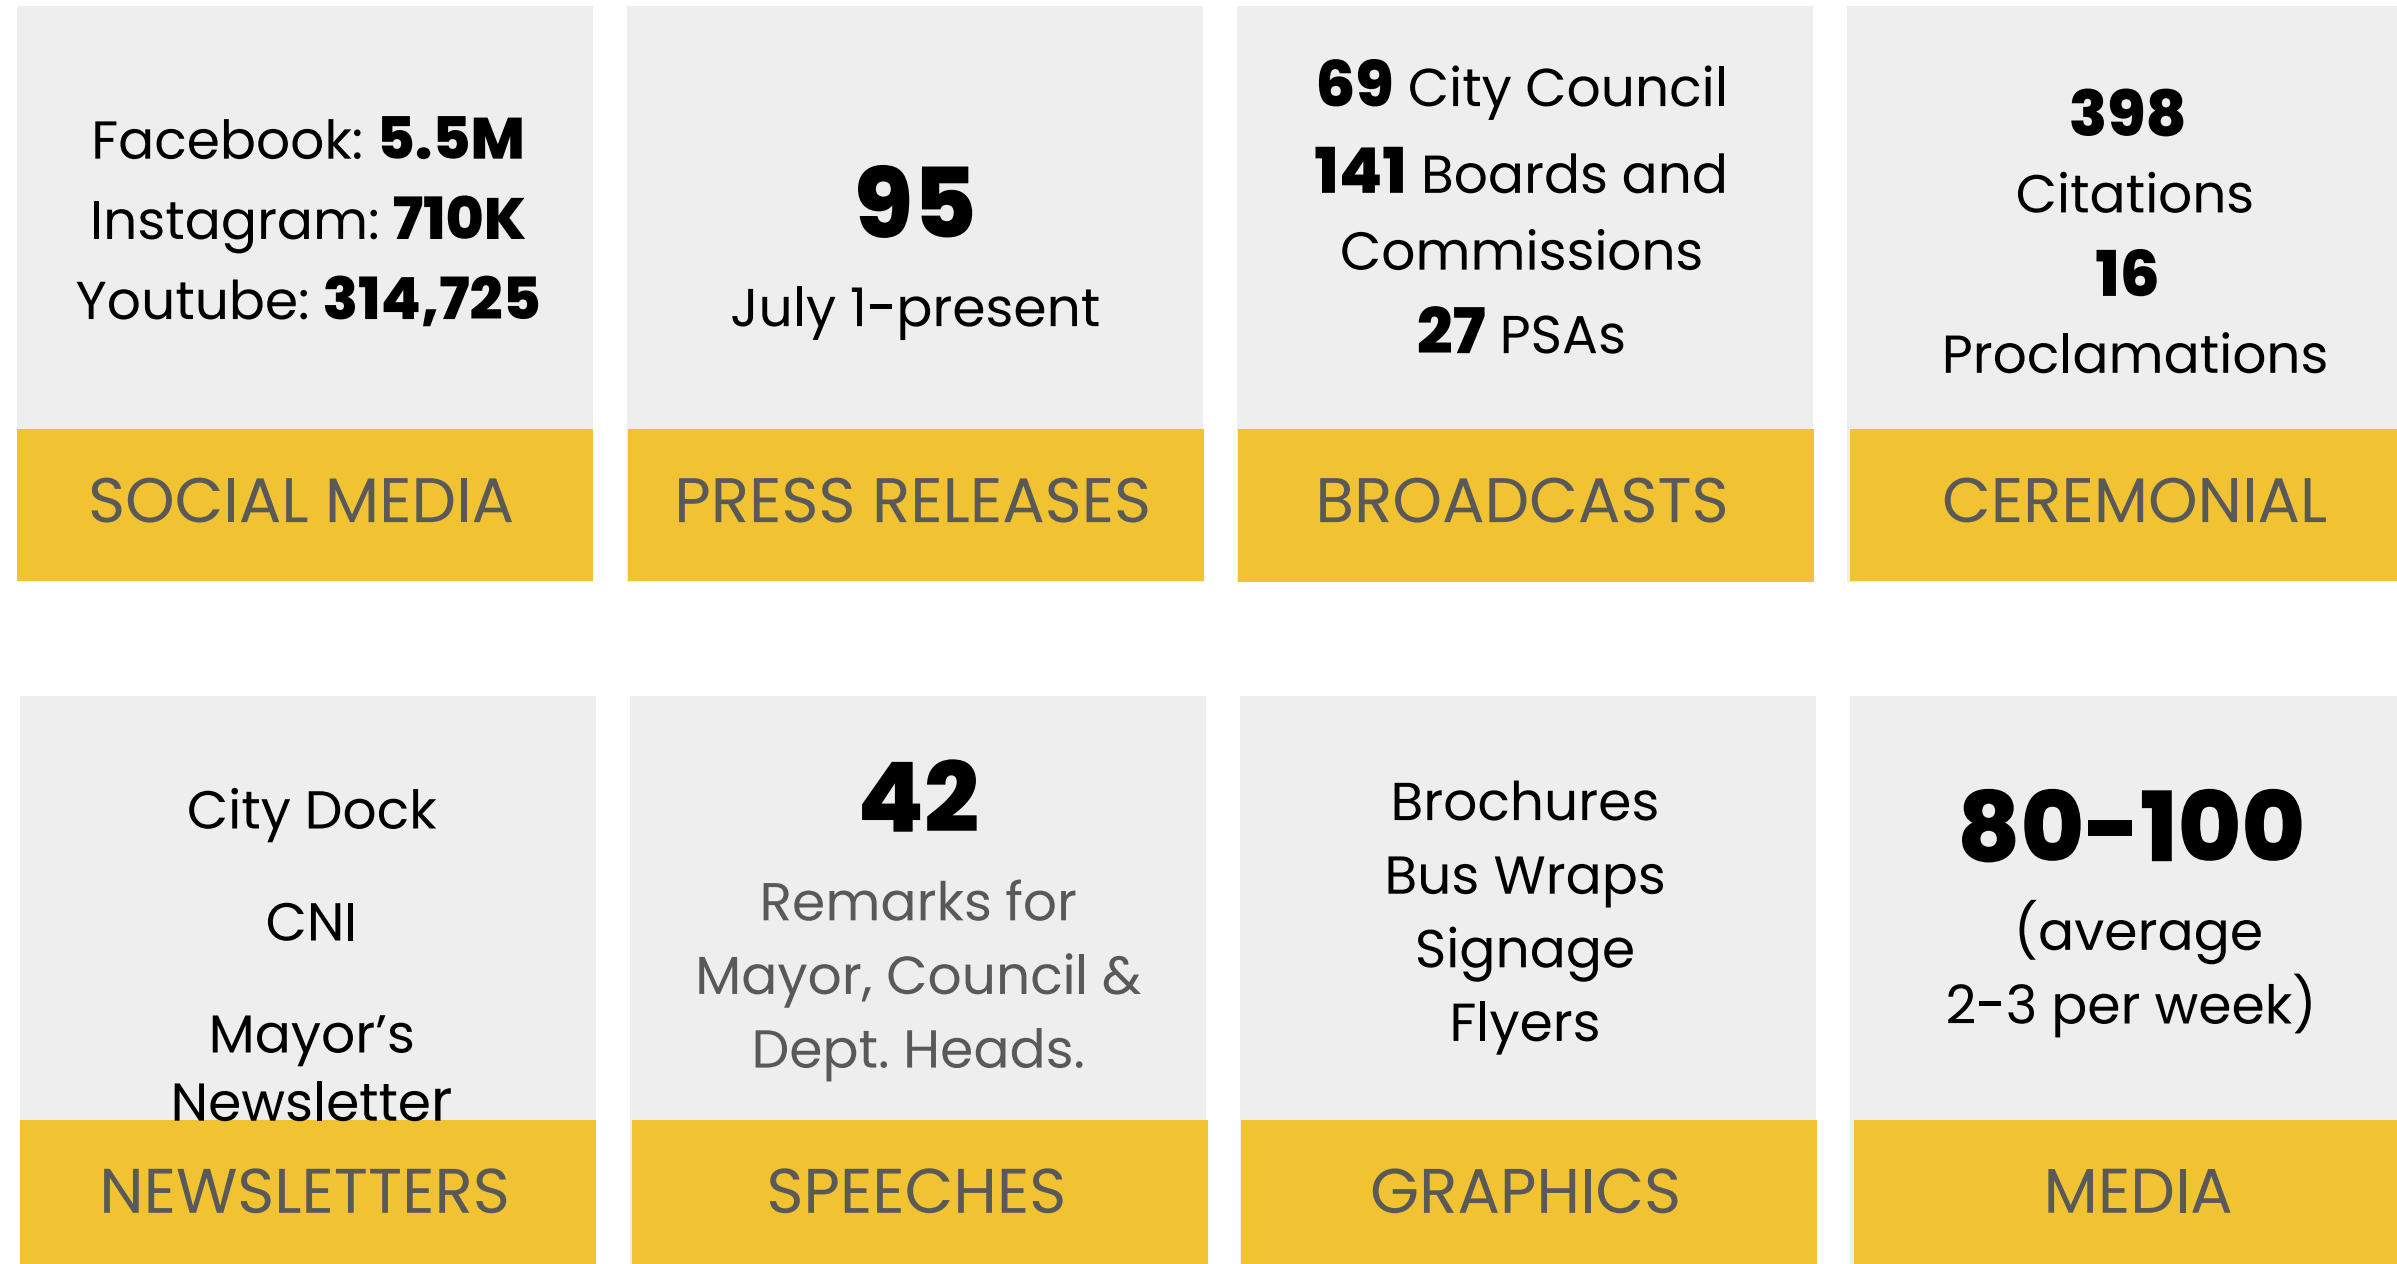 Facebook: 5.5M
Instagram: 710K
Youtube: 314,725
SOCIAL MEDIA
95
July 1-present
PRESS RELEASES
69 City Council
141 Boards and
Commissions
27 PSAs
BROADCASTS
398
Citations
16
Proclamations
CEREMONIAL
City Dock
CNI
Mayor’s
Newsletter
NEWSLETTERS
42
Remarks for
Mayor, Council &
Dept. Heads.
SPEECHES
Brochures
Bus Wraps
Signage
Flyers
GRAPHICS
80-100
(average
2-3 per week)
MEDIA